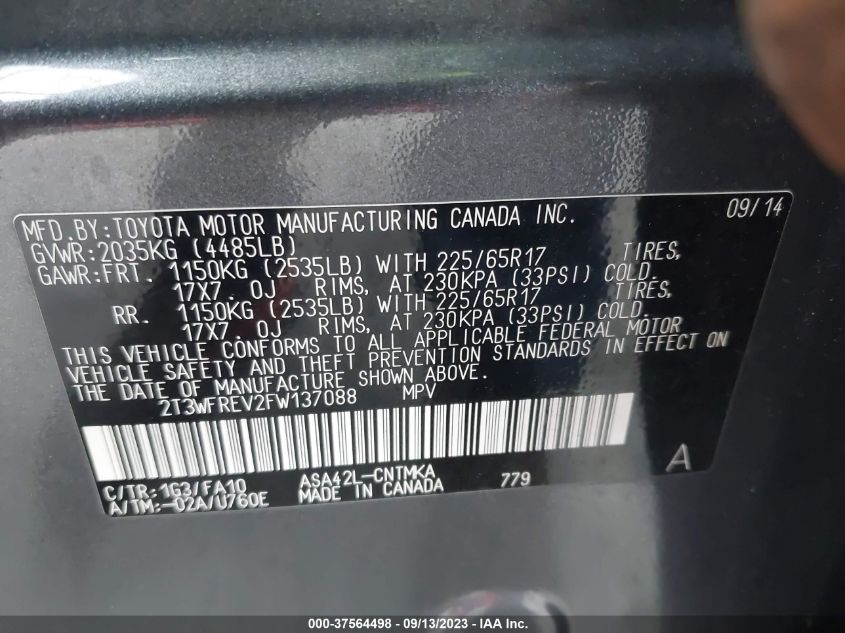 MFD.BY:TOYOTA MOTOR MANUFACTURING CANADA INC. 09/14
GVWR:2035KG (4485LB)
GAWR:FRT. 1150KG (2535LB) WITH 225/65R17 TIRES,
17X7.0J RIMS, AT 230KPA (33PSI) COLD.
RR. 1150KG (2535LB) WITH 225/65R17 TIRES,
17X7.0J RIMS, AT 230KPA (33PSI) COLD.
THIS VEHICLE CONFORMS TO ALL APPLICABLE FEDERAL MOTOR
VEHICLE SAFETY AND THEFT PREVENTION STANDARDS IN EFFECT ON
THE DATE OF MANUFACTURE SHOWN ABOVE.
2T3WFREV2FW137088 MPV
A
C/TR:1G3/FA10 ASA42L-CNTMKA 779
A/TM:-02A/U760E MADE IN CANADA
000-37564498 - 09/13/2023 - IAA Inc.